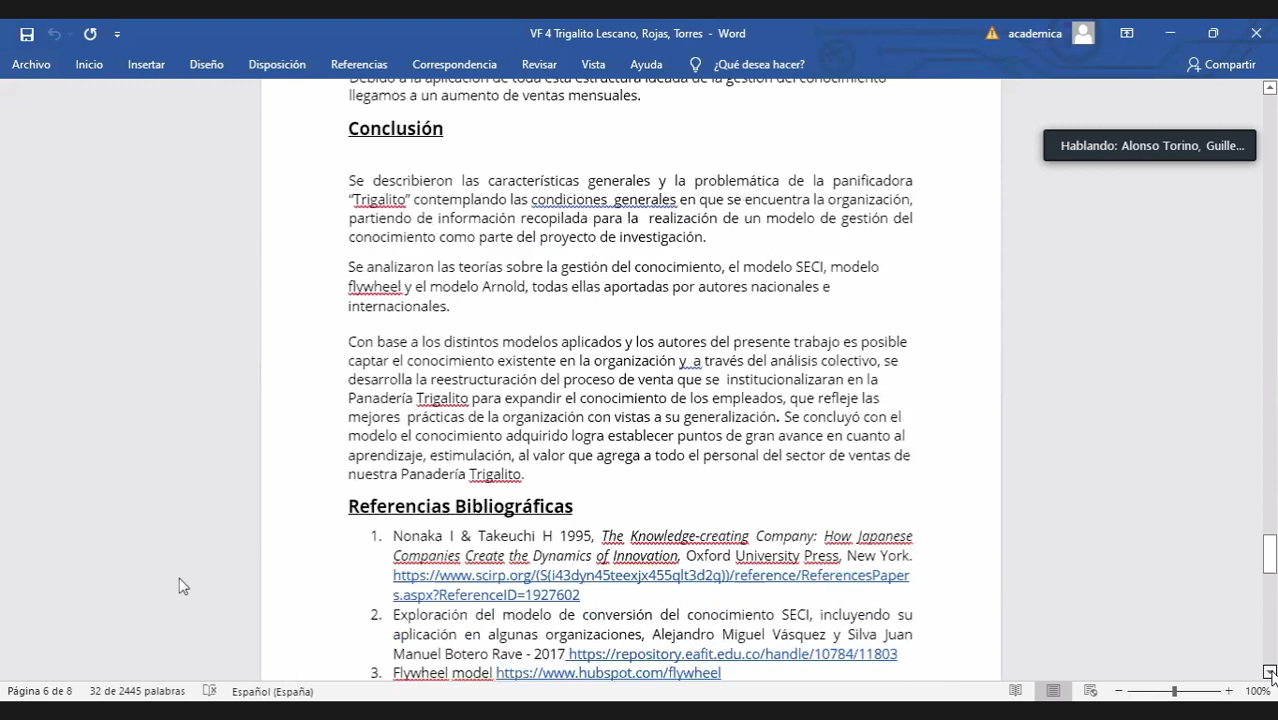 VF 4 Trigalito Lescano, Rojas, Torres - Word
academica
Archivo Inicio Insertar Diseño Disposición Referencias Correspondencia Revisar Vista Ayuda ¿Qué desea hacer? Compartir
Debido a la aplicación de toda esta estructura ideada de la gestión del conocimiento
llegamos a un aumento de ventas mensuales.
Conclusión
Hablando: Alonso Torino, Guille...
Se describieron las características generales y la problemática de la panificadora
“Trigalito” contemplando las condiciones generales en que se encuentra la organización,
partiendo de información recopilada para la realización de un modelo de gestión del
conocimiento como parte del proyecto de investigación.
Se analizaron las teorías sobre la gestión del conocimiento, el modelo SECI, modelo
flywheel y el modelo Arnold, todas ellas aportadas por autores nacionales e
internacionales.
Con base a los distintos modelos aplicados y los autores del presente trabajo es posible
captar el conocimiento existente en la organización y a través del análisis colectivo, se
desarrolla la reestructuración del proceso de venta que se institucionalizaran en la
Panadería Trigalito para expandir el conocimiento de los empleados, que refleje las
mejores prácticas de la organización con vistas a su generalización. Se concluyó con el
modelo el conocimiento adquirido logra establecer puntos de gran avance en cuanto al
aprendizaje, estimulación, al valor que agrega a todo el personal del sector de ventas de
nuestra Panadería Trigalito.
Referencias Bibliográficas
1. Nonaka I & Takeuchi H 1995, The Knowledge-creating Company: How Japanese
Companies Create the Dynamics of Innovation, Oxford University Press, New York.
https://www.scirp.org/(S(i43dyn45teexjx455qlt3d2q))/reference/ReferencesPaper
s.aspx?ReferenceID=1927602
2. Exploración del modelo de conversión del conocimiento SECI, incluyendo su
aplicación en algunas organizaciones, Alejandro Miguel Vásquez y Silva Juan
Manuel Botero Rave - 2017 https://repository.eafit.edu.co/handle/10784/11803
3. Flywheel model https://www.hubspot.com/flywheel
Página 6 de 8 32 de 2445 palabras Español (España) 100%